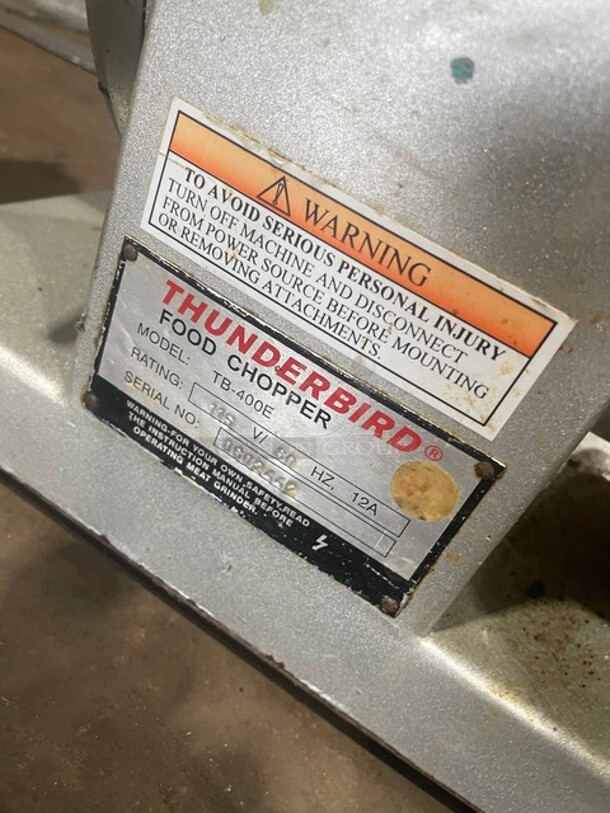 ⚠ WARNING
TO AVOID SERIOUS PERSONAL INJURY
TURN OFF MACHINE AND DISCONNECT
FROM POWER SOURCE BEFORE MOUNTING
OR REMOVING ATTACHMENTS.
THUNDERBIRD®
FOOD CHOPPER
MODEL: TB-400E
RATING: 115 V/ 60 HZ, 12A
SERIAL NO:
WARNING-FOR YOUR OWN SAFETY,READ
THE INSTRUCTION MANUAL BEFORE
OPERATING MEAT GRINDER.